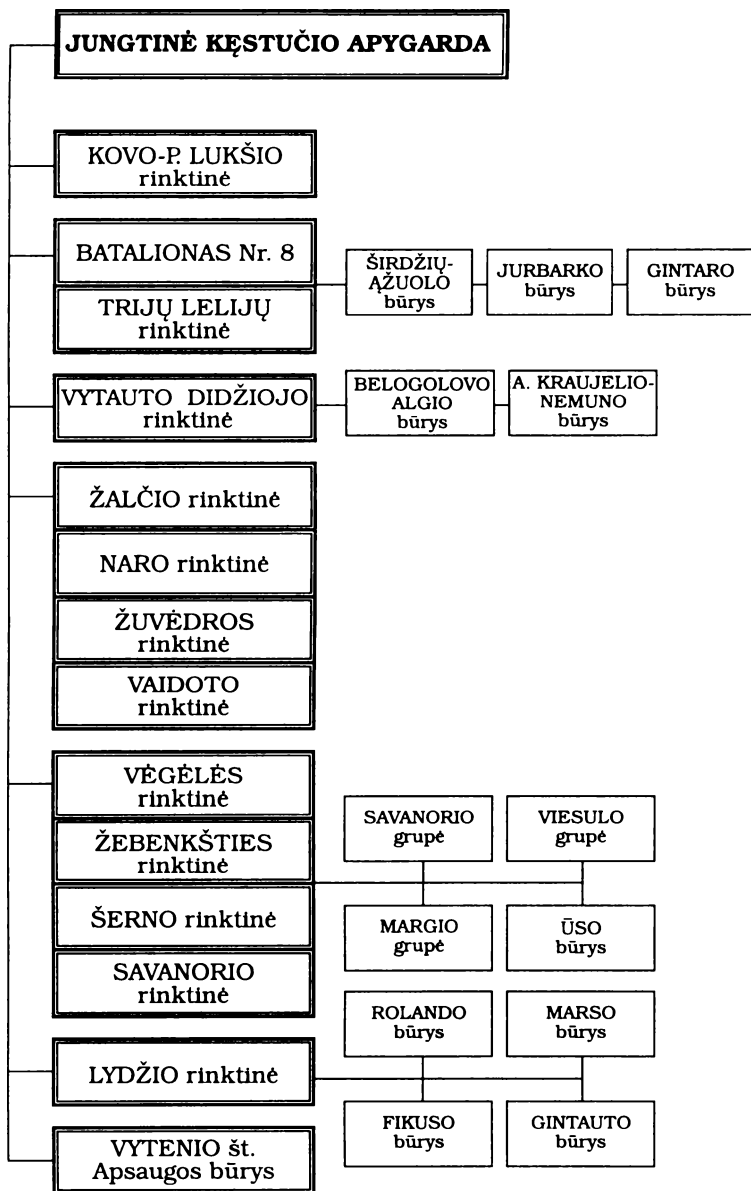 JUNGTINĖ KĘSTUČIO APYGARDA
KOVO-P. LUKŠIO
rinktinė
BATALIONAS Nr. 8
TRIJŲ LELIJŲ
rinktinė
ŠIRDŽIŲ-
ĄŽUOLO
būrys
JURBARKO
būrys
GINTARO
būrys
VYTAUTO DIDŽIOJO
rinktinė
BELOGOLOVO
ALGIO
būrys
A. KRAUJELIO-
NEMUNO
būrys
ŽALČIO rinktinė
NARO rinktinė
ŽUVĖDROS
rinktinė
VAIDOTO
rinktinė
VĖGĖLĖS
rinktinė
ŽEBENKŠTIES
rinktinė
ŠERNO rinktinė
SAVANORIO
rinktinė
SAVANORIO
grupė
VIESULO
grupė
MARGIO
grupė
ŪSO
būrys
LYDŽIO rinktinė
ROLANDO
būrys
MARSO
būrys
FIKUSO
būrys
GINTAUTO
būrys
VYTENIO št.
Apsaugos būrys